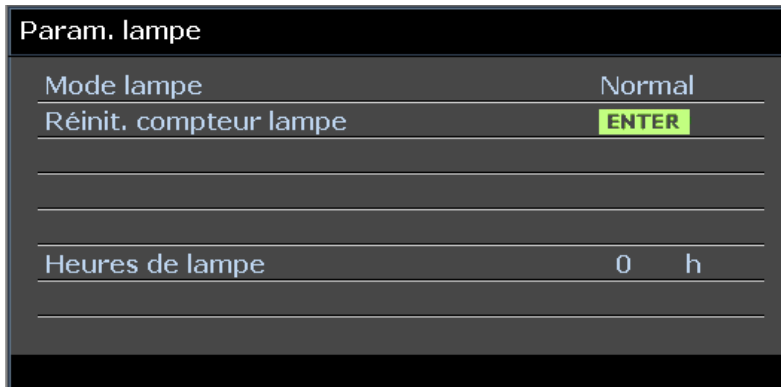 Param. lampe
Mode lampe Normal
Réinit. compteur lampe ENTER
Heures de lampe 0 h